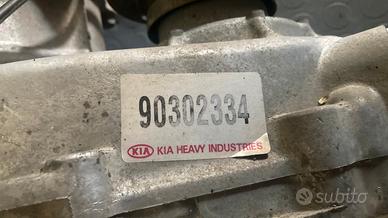 90302334
KIA KIA HEAVY INDUSTRIES
subito